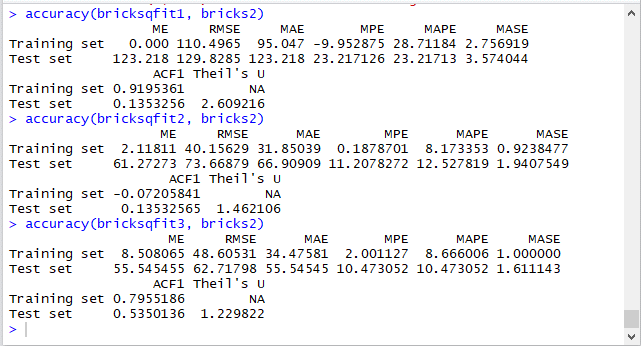 > accuracy(bricksqfit1, bricks2)
ME RMSE MAE MPE MAPE MASE
Training set 0.000 110.4965 95.047 -9.952875 28.71184 2.756919
Test set 123.218 129.8285 123.218 23.217126 23.21713 3.574044
ACF1 Theil's U
Training set 0.9195361 NA
Test set 0.1353256 2.609216
> accuracy(bricksqfit2, bricks2)
ME RMSE MAE MPE MAPE MASE
Training set 2.11811 40.15629 31.85039 0.1878701 8.173353 0.9238477
Test set 61.27273 73.66879 66.90909 11.2078272 12.527819 1.9407549
ACF1 Theil's U
Training set -0.07205841 NA
Test set 0.13532565 1.462106
> accuracy(bricksqfit3, bricks2)
ME RMSE MAE MPE MAPE MASE
Training set 8.508065 48.60531 34.47581 2.001127 8.666006 1.000000
Test set 55.545455 62.71798 55.54545 10.473052 10.473052 1.611143
ACF1 Theil's U
Training set 0.7955186 NA
Test set 0.5350136 1.229822
>